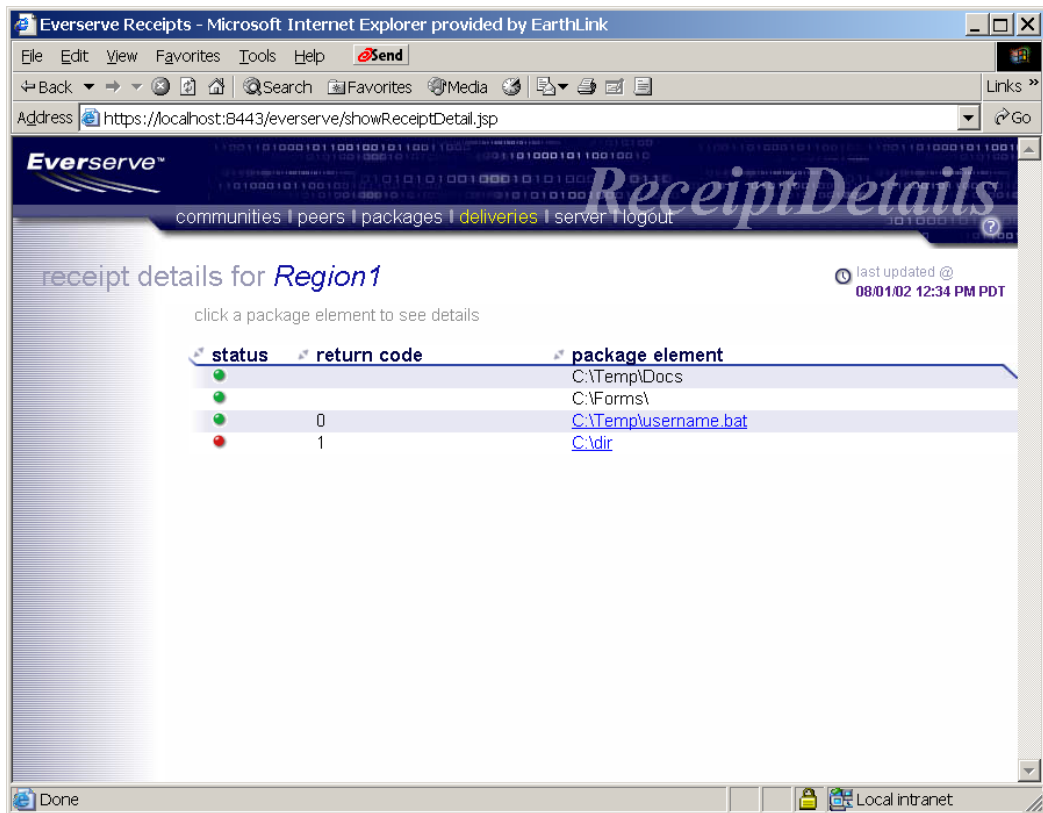 Everserve Receipts - Microsoft Internet Explorer provided by EarthLink
File Edit View Favorites Tools Help eSend
Back Search Favorites Media Links »
Address https://localhost:8443/everserve/showReceiptDetail.jsp Go
Everserve™
ReceiptDetails
communities | peers | packages | deliveries | server | logout
?
receipt details for Region1
last updated @
08/01/02 12:34 PM PDT
click a package element to see details
status return code package element
C:\Temp\Docs
C:\Forms\
0 C:\Temp\username.bat
1 C:\dir
Done Local intranet